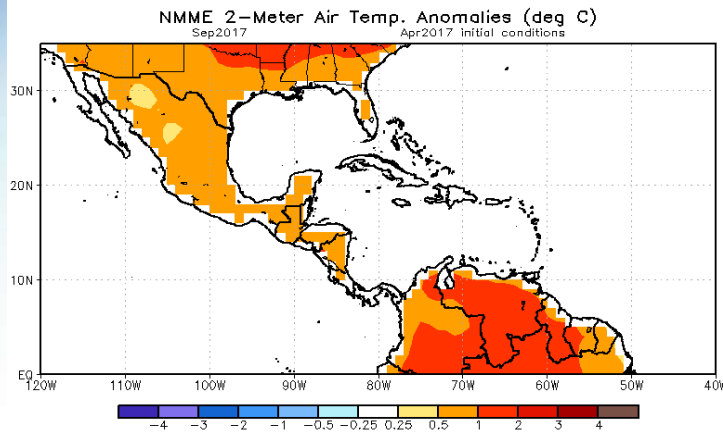 NMME 2-Meter Air Temp. Anomalies (deg C)
Sep2017 Apr2017 initial conditions
30N
20N
10N
EQ
120W 110W 100W 90W 80W 70W 60W 50W 40W
-4 -3 -2 -1 -0.5 -0.25 0.25 0.5 1 2 3 4